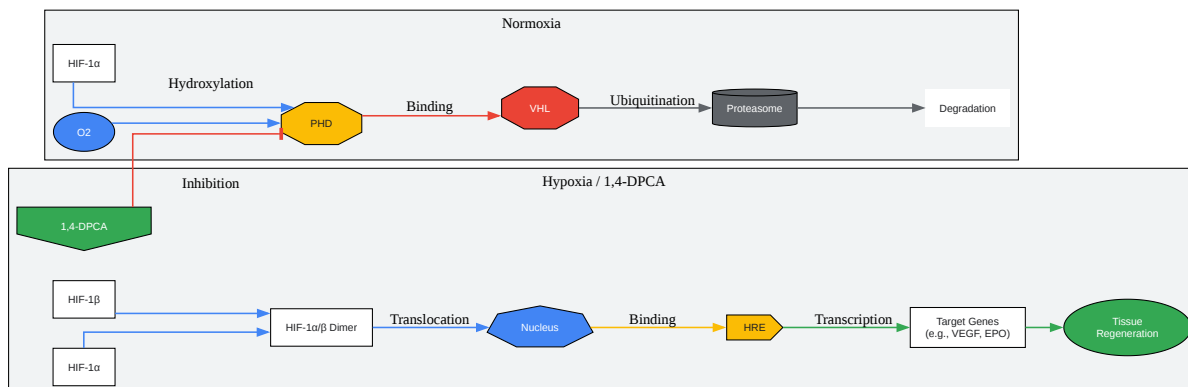 Normoxia
HIF-1α
Hydroxylation
O2
PHD
Binding
VHL
Ubiquitination
Proteasome
Degradation
Inhibition
Hypoxia / 1,4-DPCA
1,4-DPCA
HIF-1β
HIF-1α
HIF-1α/β Dimer
Translocation
Nucleus
Binding
HRE
Transcription
Target Genes
(e.g., VEGF, EPO)
Tissue
Regeneration